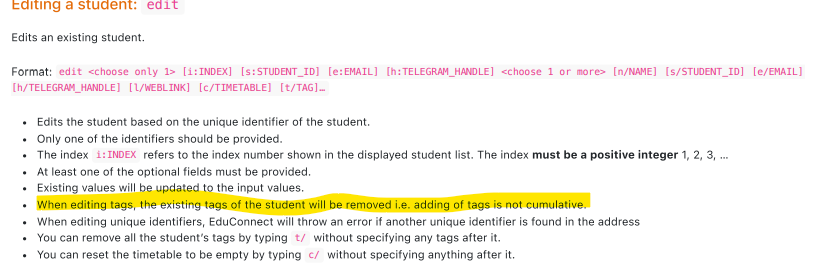 Editing a student: edit
Edits an existing student.
Format: edit <choose only 1> [i:INDEX] [s:STUDENT_ID] [e:EMAIL] [h:TELEGRAM_HANDLE] <choose 1 or more> [n/NAME] [s/STUDENT_ID] [e/EMAIL]
[h/TELEGRAM_HANDLE] [l/WEBLINK] [c/TIMETABLE] [t/TAG]…
• Edits the student based on the unique identifier of the student.
• Only one of the identifiers should be provided.
• The index i:INDEX refers to the index number shown in the displayed student list. The index must be a positive integer 1, 2, 3, …
• At least one of the optional fields must be provided.
• Existing values will be updated to the input values.
• When editing tags, the existing tags of the student will be removed i.e. adding of tags is not cumulative.
• When editing unique identifiers, EduConnect will throw an error if another unique identifier is found in the address
• You can remove all the student's tags by typing t/ without specifying any tags after it.
• You can reset the timetable to be empty by typing c/ without specifying anything after it.